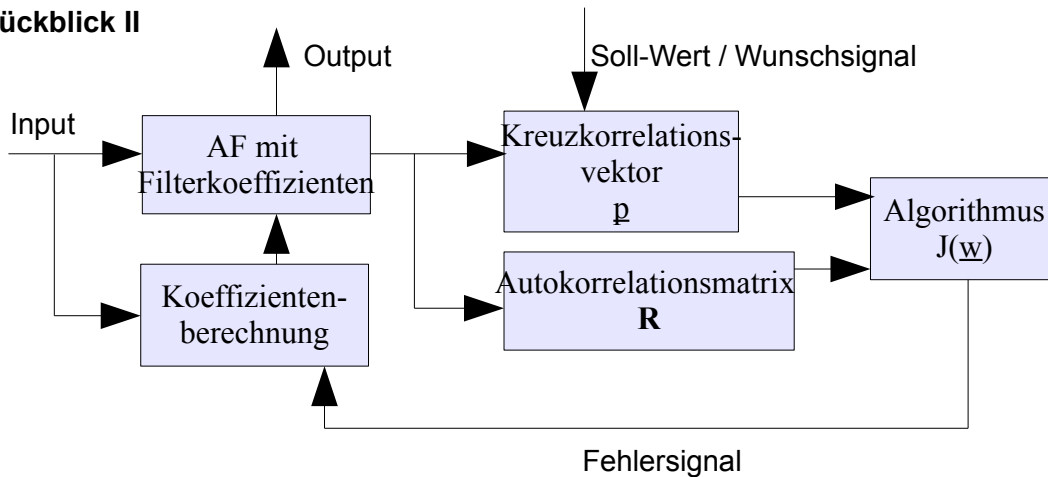 ückblick II
Output
Soll-Wert / Wunschsignal
Input
AF mit
Filterkoeffizienten
Kreuzkorrelations-
vektor
p
Algorithmus
J(w)
Koeffizienten-
berechnung
Autokorrelationsmatrix
R
Fehlersignal